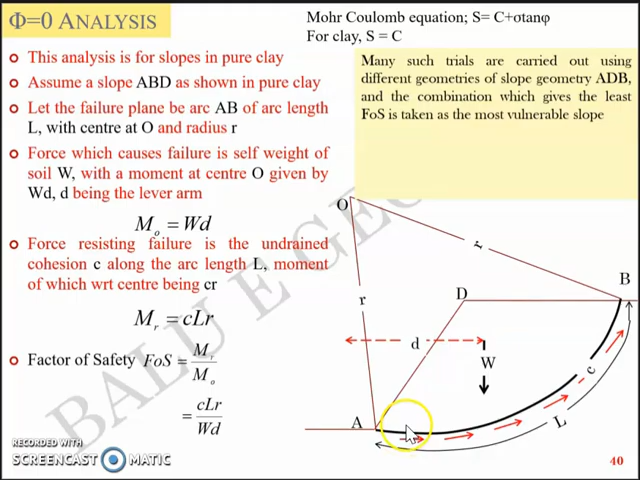 Φ=0 ANALYSIS
Mohr Coulomb equation; S= C+σtanφ
For clay, S = C
This analysis is for slopes in pure clay
Assume a slope ABD as shown in pure clay
Let the failure plane be arc AB of arc length
L, with centre at O and radius r
Force which causes failure is self weight of
soil W, with a moment at centre O given by
Wd, d being the lever arm
M_o = Wd
Force resisting failure is the undrained
cohesion c along the arc length L, moment
of which wrt centre being cr
M_r = cLr
Factor of Safety FoS = M_r / M_o
= cLr / Wd
Many such trials are carried out using
different geometries of slope geometry ADB,
and the combination which gives the least
FoS is taken as the most vulnerable slope
O
r
B
D
r
d
W
c
A
L
RECORDED WITH
SCREENCAST MATIC
40